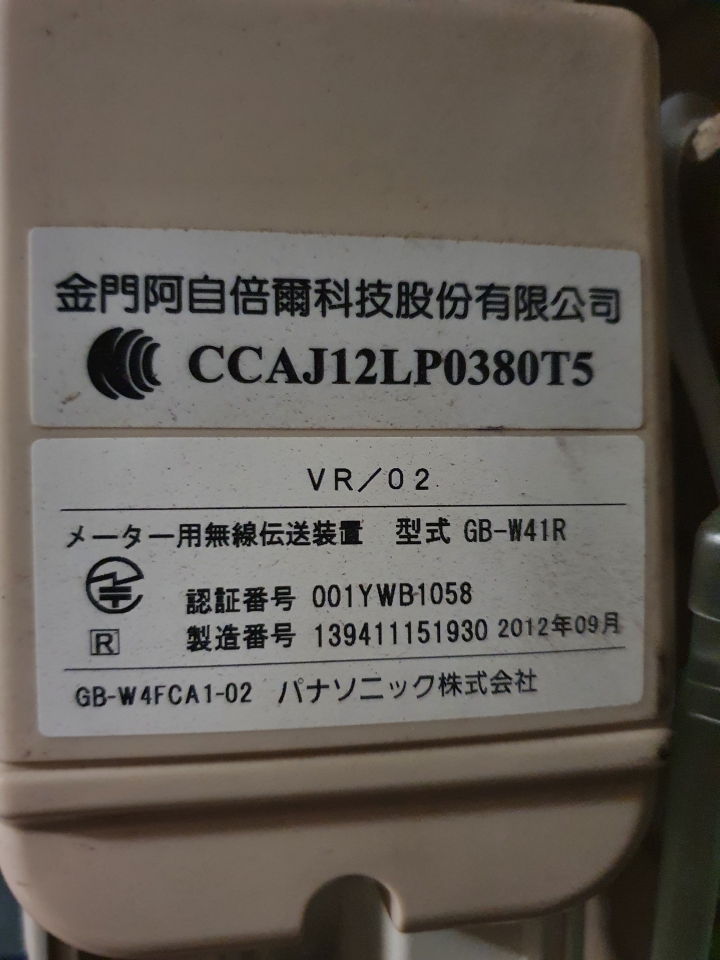 金門阿自倍爾科技股份有限公司
CCAJ12LP0380T5
VR/02
メーター用無線伝送装置 型式 GB-W41R
認証番号 001YWB1058
R 製造番号 139411151930 2012年09月
GB-W4FCA1-02 パナソニック株式会社